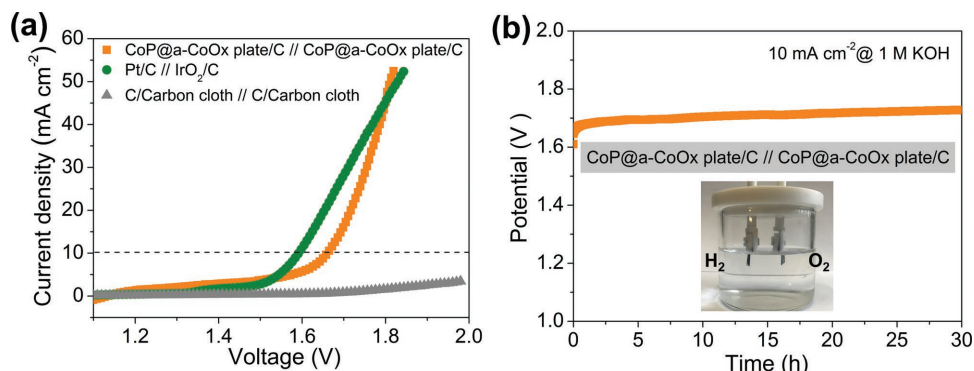 (a)
60
50
40
30
20
10
0
Current density (mA cm⁻²)
CoP@a-CoOx plate/C // CoP@a-CoOx plate/C
Pt/C // IrO₂/C
C/Carbon cloth // C/Carbon cloth
1.2
1.4
1.6
1.8
2.0
Voltage (V)
(b)
2.0
1.8
1.6
1.4
1.2
1.0
Potential (V )
10 mA cm⁻²@ 1 M KOH
CoP@a-CoOx plate/C // CoP@a-CoOx plate/C
H₂
O₂
0
5
10
15
20
25
30
Time (h)